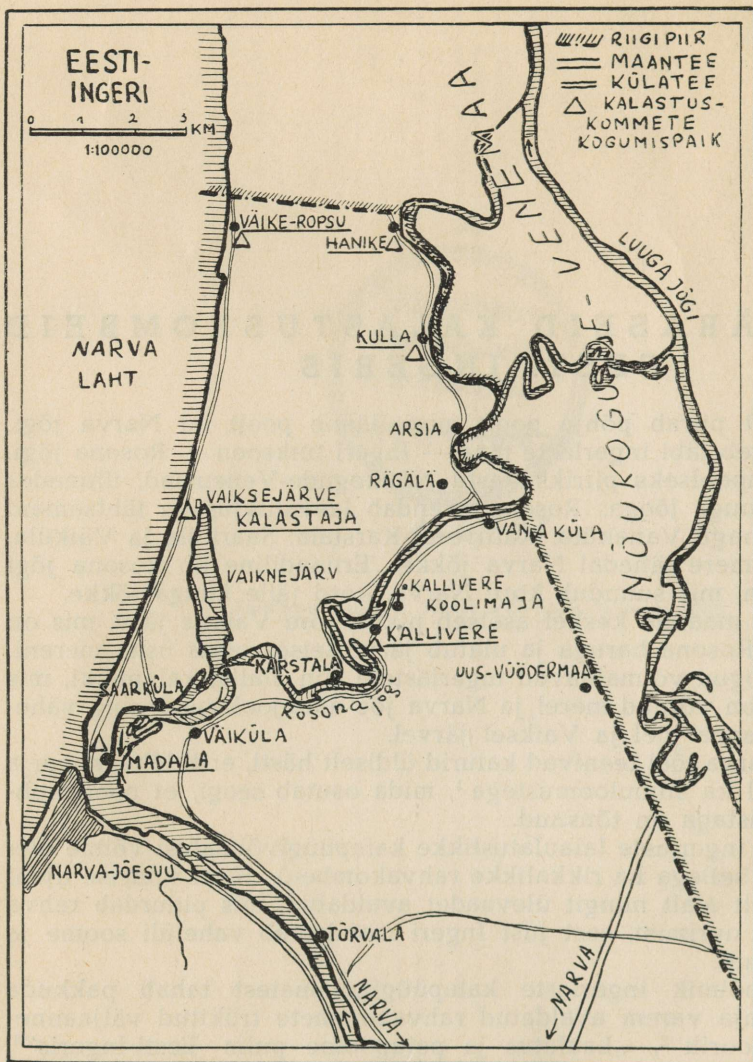 EESTI-
INGERI
0 1 2 3 KM
1:100000
RIIGIPIIR
MAANTEE
KÜLATEE
KALASTUS-
KOMMETE
KOGUMISPAIK
NÕUKOGUDE-VENEMAA
LUUGA JÕGI
VÄIKE-ROPSU
HANIKE
NARVA
LAHT
KULLA
ARSIA
RÄGÄLÄ
VAIKSEJÄRVE
KALASTAJA
VANAKÜLA
VAIKNEJÄRV
KALLIVERE
KOOLIMAJA
KALLIVERE
KARSTALA
UUS-VÖÖDERMAA
SAARKÜLA
Rosona jõgi
VÄIKÜLA
MADALA
NARVA-JÕESUU
TÕRVALA
NARVA
NARVA